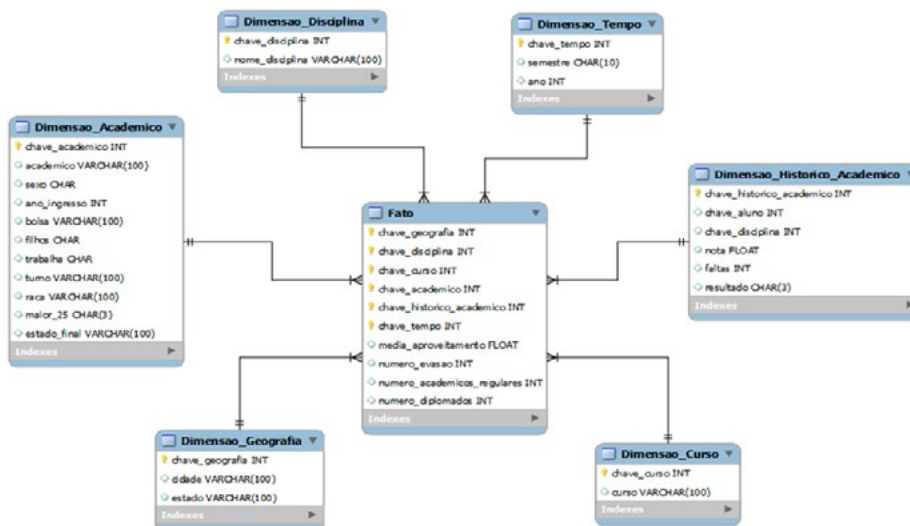 Dimensao_Disciplina
chave_disciplina INT
nome_disciplina VARCHAR(100)
Indexes
Dimensao_Tempo
chave_tempo INT
semestre CHAR(10)
ano INT
Indexes
Dimensao_Academico
chave_academico INT
academico VARCHAR(100)
sexo CHAR
ano_ingresso INT
bolsa VARCHAR(100)
filhos CHAR
trabalha CHAR
turno VARCHAR(100)
raca VARCHAR(100)
maior_25 CHAR(3)
estado_final VARCHAR(100)
Indexes
Fato
chave_geografia INT
chave_disciplina INT
chave_curso INT
chave_academico INT
chave_historico_academico INT
chave_tempo INT
media_aproveitamento FLOAT
numero_evasao INT
numero_academicos_regulares INT
numero_diplomados INT
Indexes
Dimensao_Historico_Academico
chave_historico_academico INT
chave_aluno INT
chave_disciplina INT
nota FLOAT
faltas INT
resultado CHAR(3)
Indexes
Dimensao_Geografia
chave_geografia INT
cidade VARCHAR(100)
estado VARCHAR(100)
Dimensao_Curso
chave_curso INT
curso VARCHAR(100)
Indexes